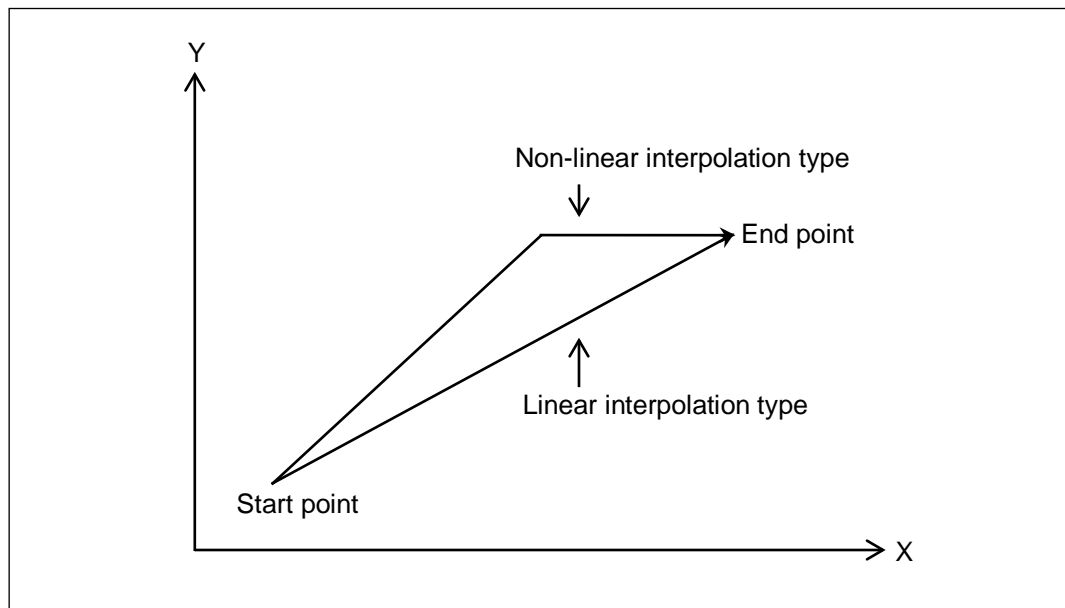 Y
Non-linear interpolation type
End point
Linear interpolation type
Start point
X